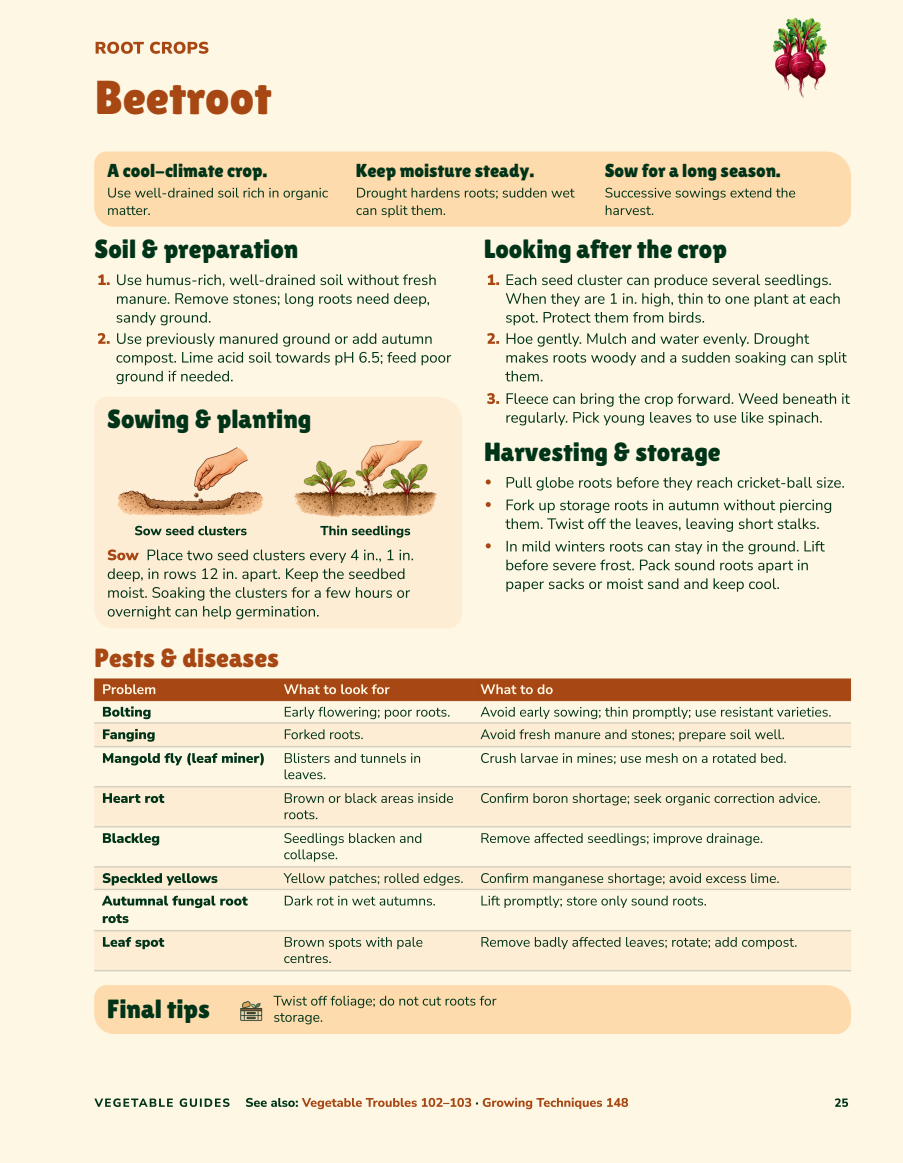 ROOT CROPS
Beetroot
A cool-climate crop.
Use well-drained soil rich in organic
matter.
Keep moisture steady.
Drought hardens roots; sudden wet
can split them.
Sow for a long season.
Successive sowings extend the
harvest.
Soil & preparation
1. Use humus-rich, well-drained soil without fresh
manure. Remove stones; long roots need deep,
sandy ground.
2. Use previously manured ground or add autumn
compost. Lime acid soil towards pH 6.5; feed poor
ground if needed.
Sowing & planting
Sow seed clusters
Thin seedlings
Sow Place two seed clusters every 4 in., 1 in.
deep, in rows 12 in. apart. Keep the seedbed
moist. Soaking the clusters for a few hours or
overnight can help germination.
Looking after the crop
1. Each seed cluster can produce several seedlings.
When they are 1 in. high, thin to one plant at each
spot. Protect them from birds.
2. Hoe gently. Mulch and water evenly. Drought
makes roots woody and a sudden soaking can split
them.
3. Fleece can bring the crop forward. Weed beneath it
regularly. Pick young leaves to use like spinach.
Harvesting & storage
• Pull globe roots before they reach cricket-ball size.
• Fork up storage roots in autumn without piercing
them. Twist off the leaves, leaving short stalks.
• In mild winters roots can stay in the ground. Lift
before severe frost. Pack sound roots apart in
paper sacks or moist sand and keep cool.
Pests & diseases
Problem What to look for What to do
Bolting Early flowering; poor roots. Avoid early sowing; thin promptly; use resistant varieties.
Fanging Forked roots. Avoid fresh manure and stones; prepare soil well.
Mangold fly (leaf miner) Blisters and tunnels in
leaves. Crush larvae in mines; use mesh on a rotated bed.
Heart rot Brown or black areas inside
roots. Confirm boron shortage; seek organic correction advice.
Blackleg Seedlings blacken and
collapse. Remove affected seedlings; improve drainage.
Speckled yellows Yellow patches; rolled edges. Confirm manganese shortage; avoid excess lime.
Autumnal fungal root
rots Dark rot in wet autumns. Lift promptly; store only sound roots.
Leaf spot Brown spots with pale
centres. Remove badly affected leaves; rotate; add compost.
Final tips
Twist off foliage; do not cut roots for
storage.
VEGETABLE GUIDES See also: Vegetable Troubles 102–103 · Growing Techniques 148 25